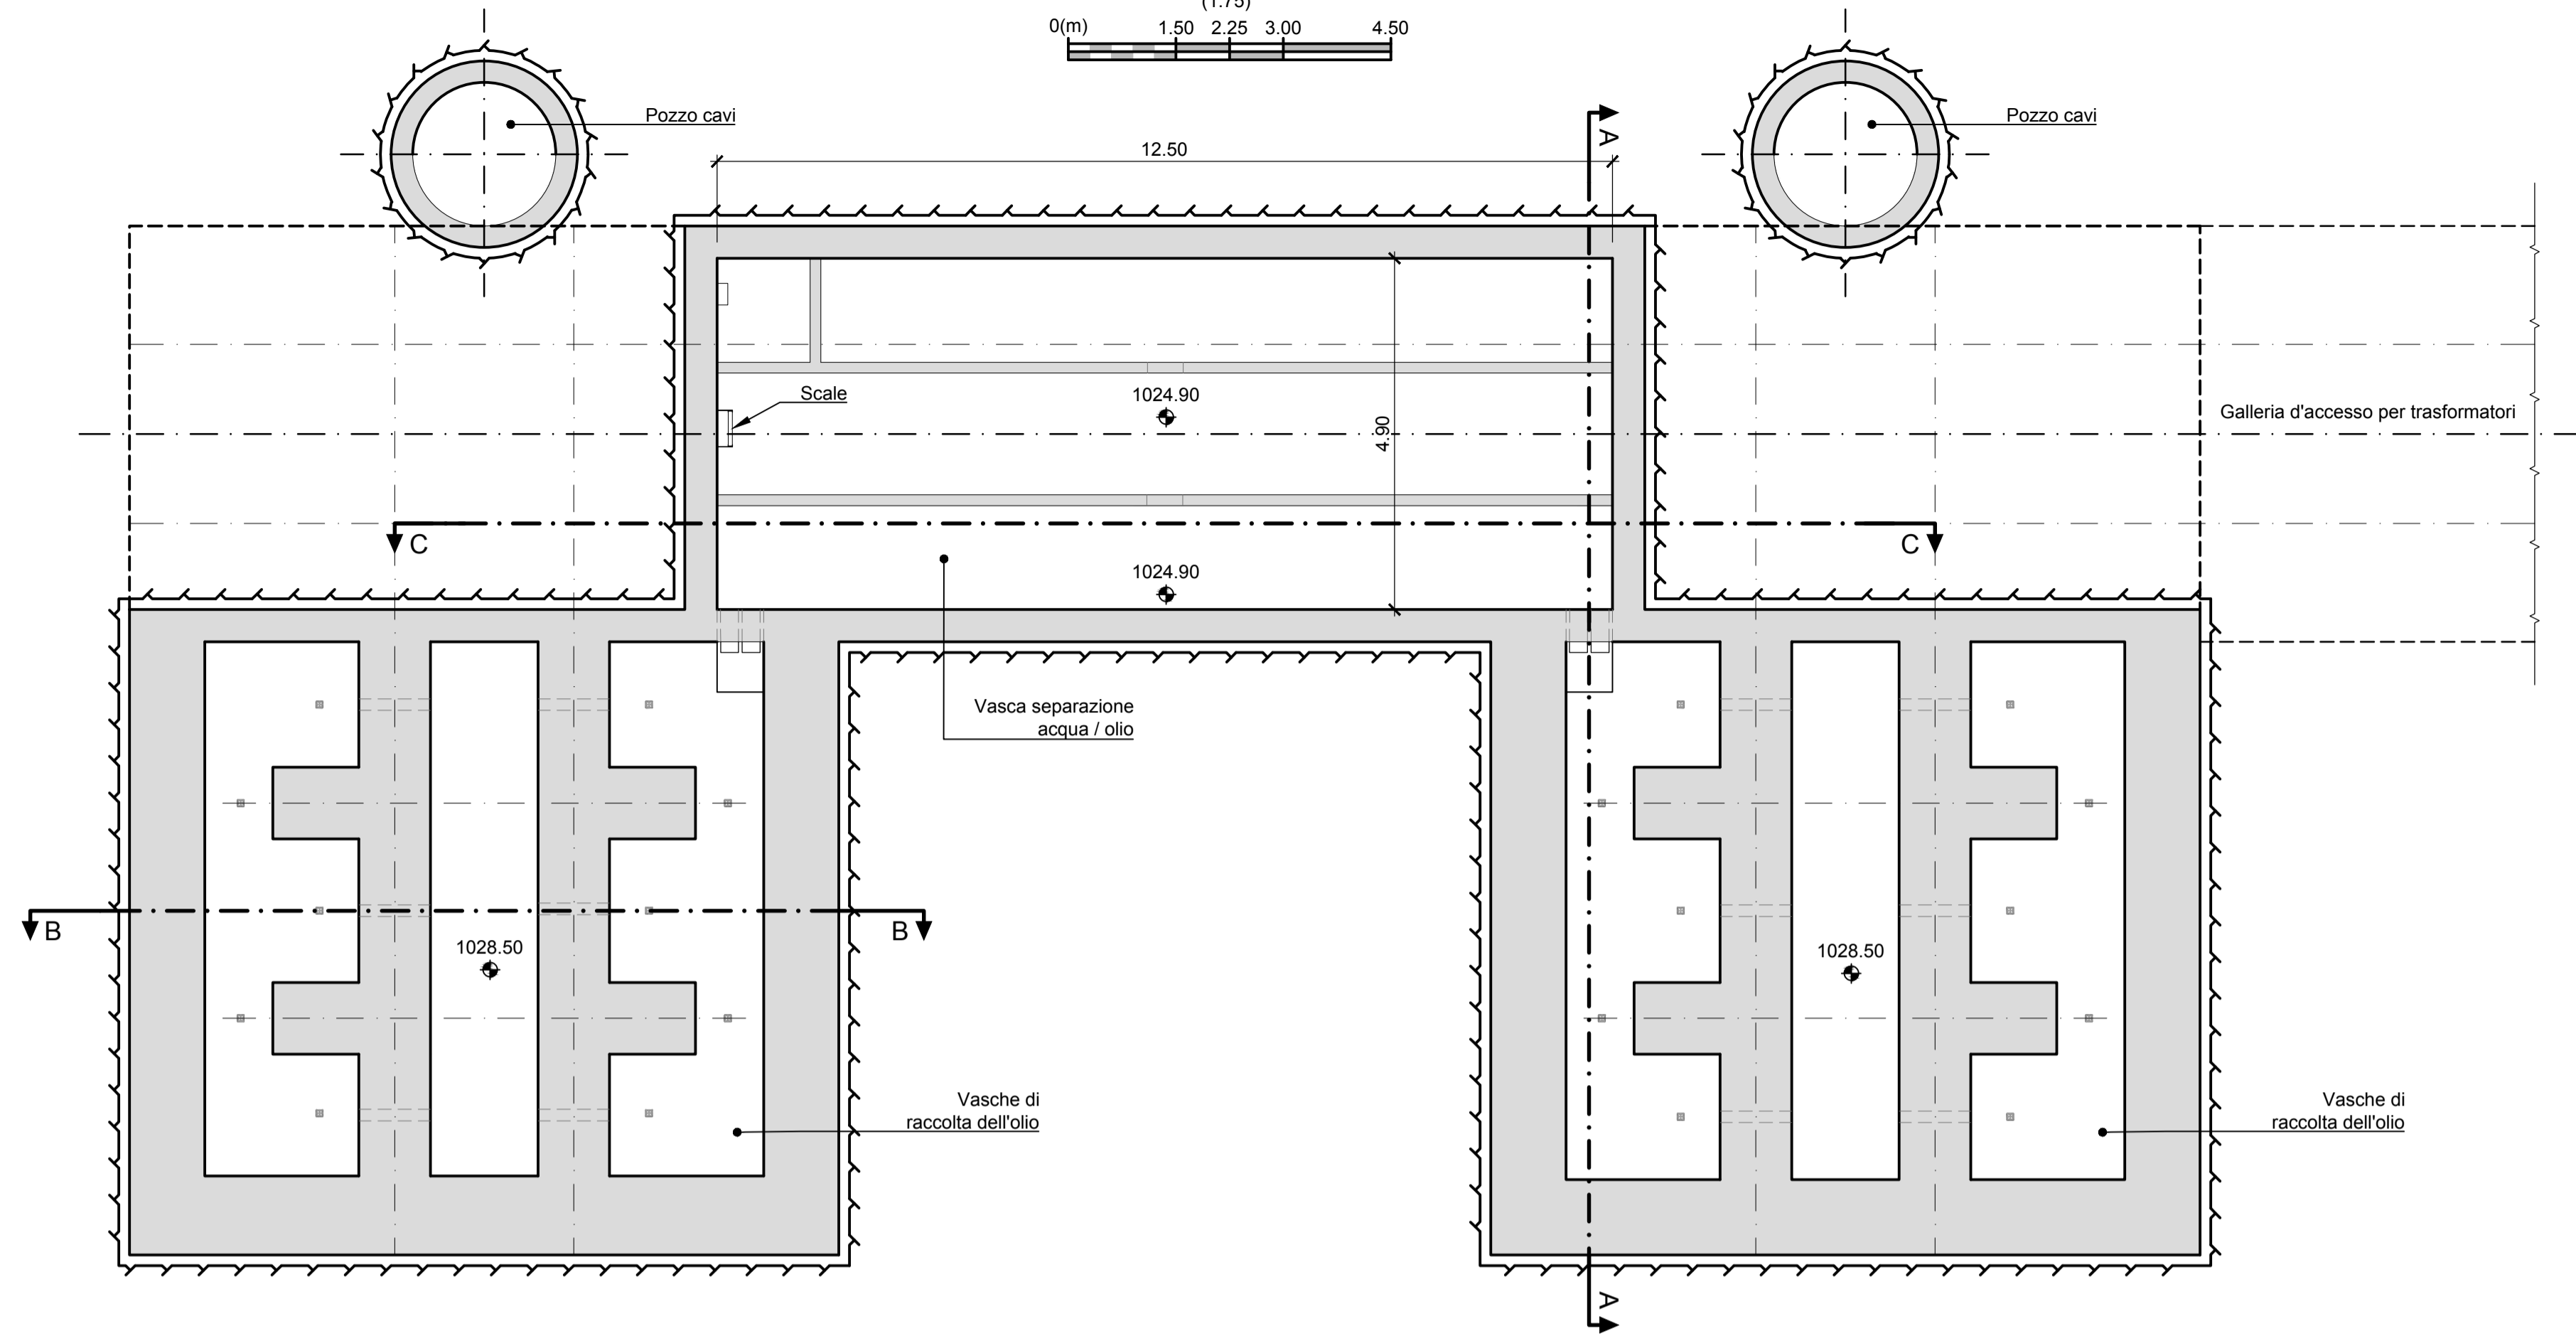 (1:75)
0(m) 1.50 2.25 3.00 4.50
Pozzo cavi
Pozzo cavi
A
12.50
Scale
1024.90
4.90
Galleria d'accesso per trasformatori
C
C
1024.90
Vasca separazione
acqua / olio
B
B
1028.50
1028.50
Vasche di
raccolta dell'olio
Vasche di
raccolta dell'olio
A